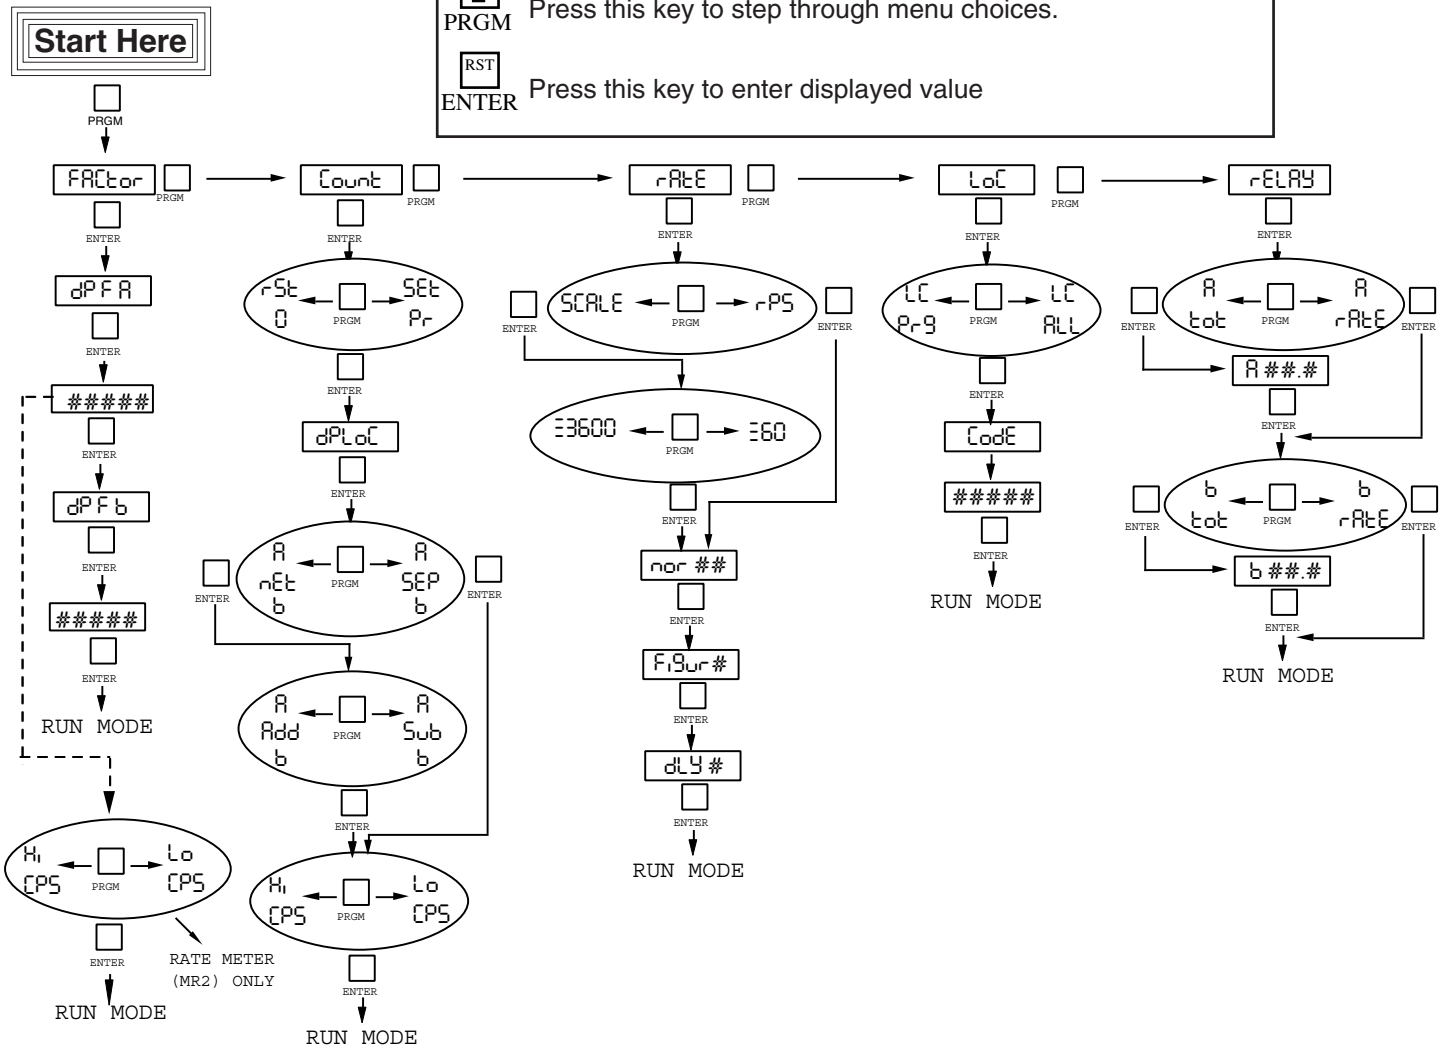 Start Here
PRGM Press this key to step through menu choices.
RST
ENTER Press this key to enter displayed value
PRGM
FACtor PRGM
Count PRGM
rAtE PRGM
LoC PRGM
rELAY
ENTER
dPFA
ENTER
#####
ENTER
dPFb
ENTER
#####
ENTER
RUN MODE
Hi Lo
CPS PRGM CPS
ENTER
RATE METER
(MR2) ONLY
RUN MODE
ENTER
rSt SEt
0 PRGM Pr
ENTER
dPLoC
ENTER
A A
nEt PRGM SEP
b b
ENTER ENTER
A A
Add PRGM Sub
b b
ENTER
Hi Lo
CPS PRGM CPS
ENTER
RUN MODE
ENTER
SCALE rPS
ENTER PRGM ENTER
3600 60
PRGM
ENTER
nor ##
ENTER
Figur#
ENTER
dLY #
ENTER
RUN MODE
ENTER
LC LC
Prg PRGM ALL
ENTER
CodE
#####
ENTER
RUN MODE
ENTER
A A
tot PRGM rAtE
ENTER ENTER
A##.#
ENTER
b b
tot PRGM rAtE
ENTER ENTER
b##.#
ENTER
RUN MODE